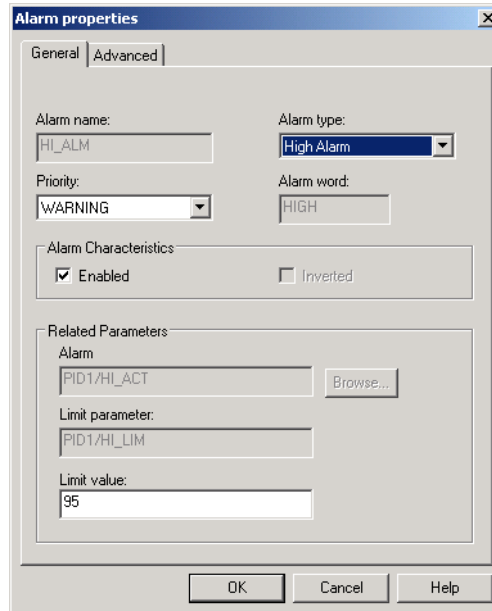 Alarm properties
General
Advanced
Alarm name:
Alarm type:
HI_ALM
High Alarm
Priority:
Alarm word:
WARNING
HIGH
Alarm Characteristics
Enabled
Inverted
Related Parameters
Alarm
PID1/HI_ACT
Browse...
Limit parameter:
PID1/HI_LIM
Limit value:
95
OK
Cancel
Help